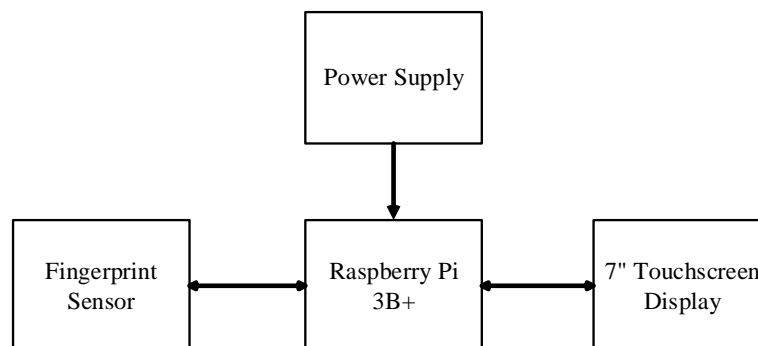 Power Supply
Fingerprint
Sensor
Raspberry Pi
3B+
7" Touchscreen
Display